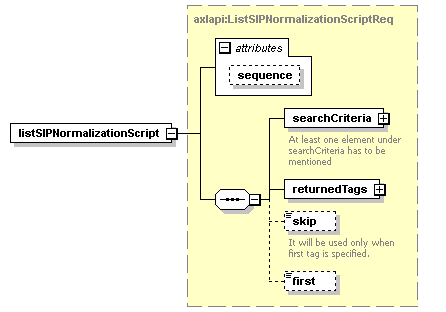 axlapi:ListSIPNormalizationScriptReq
attributes
sequence
listSIPNormalizationScript
searchCriteria
At least one element under
searchCriteria has to be
mentioned
returnedTags
skip
It will be used only when
first tag is specified.
first